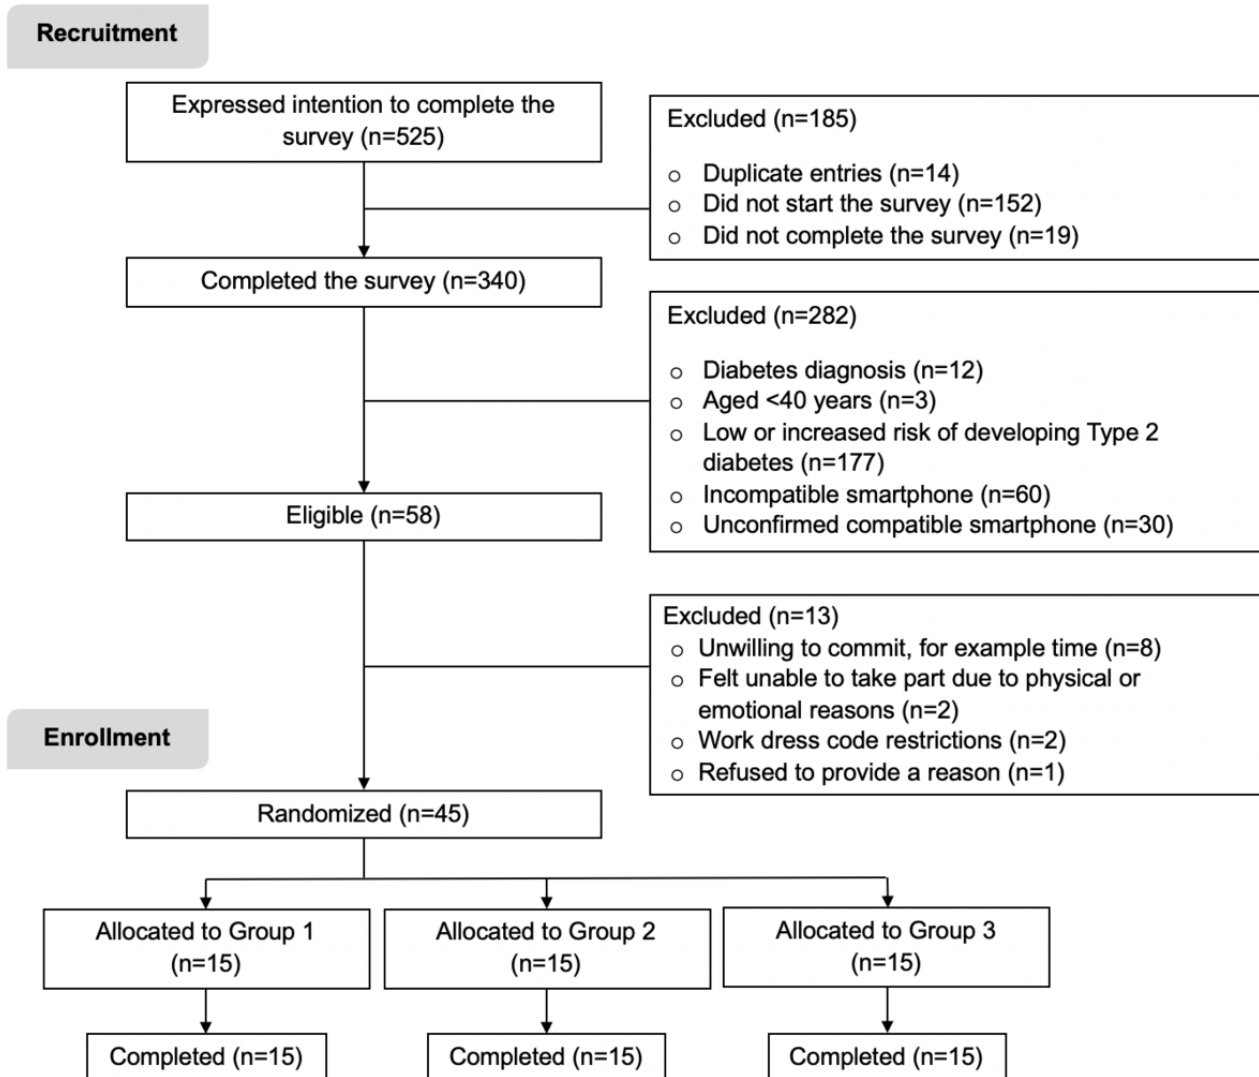 Recruitment
Expressed intention to complete the
survey (n=525)
Excluded (n=185)
○ Duplicate entries (n=14)
○ Did not start the survey (n=152)
○ Did not complete the survey (n=19)
Completed the survey (n=340)
Excluded (n=282)
○ Diabetes diagnosis (n=12)
○ Aged <40 years (n=3)
○ Low or increased risk of developing Type 2
diabetes (n=177)
○ Incompatible smartphone (n=60)
○ Unconfirmed compatible smartphone (n=30)
Eligible (n=58)
Excluded (n=13)
○ Unwilling to commit, for example time (n=8)
○ Felt unable to take part due to physical or
emotional reasons (n=2)
○ Work dress code restrictions (n=2)
○ Refused to provide a reason (n=1)
Enrollment
Randomized (n=45)
Allocated to Group 1
(n=15)
Allocated to Group 2
(n=15)
Allocated to Group 3
(n=15)
Completed (n=15)
Completed (n=15)
Completed (n=15)